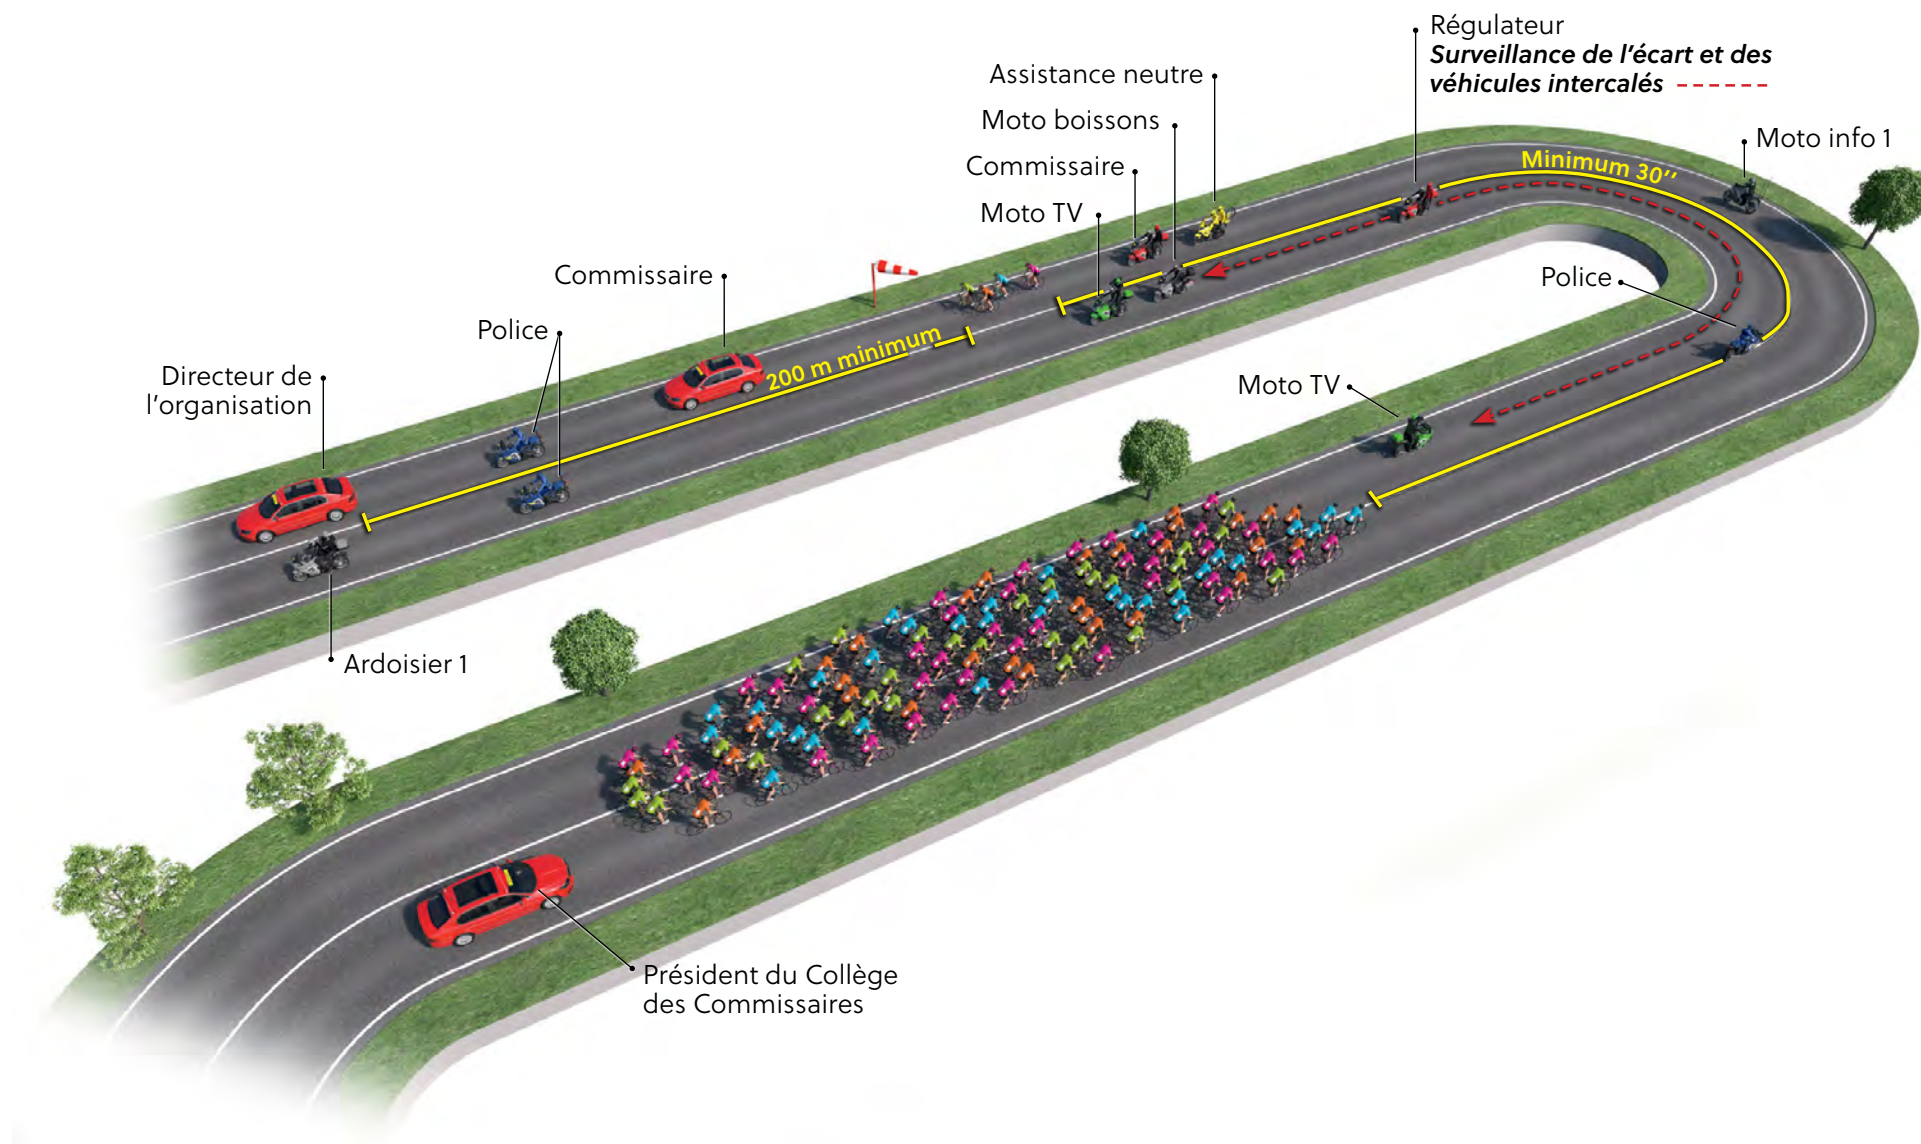 Régulateur
Surveillance de l'écart et des
véhicules intercalés
Assistance neutre
Moto boissons
Commissaire
Moto TV
Minimum 30’’
Moto info 1
Commissaire
Police
Police
200 m minimum
Directeur de
l'organisation
Moto TV
Ardoisier 1
Président du Collège
des Commissaires